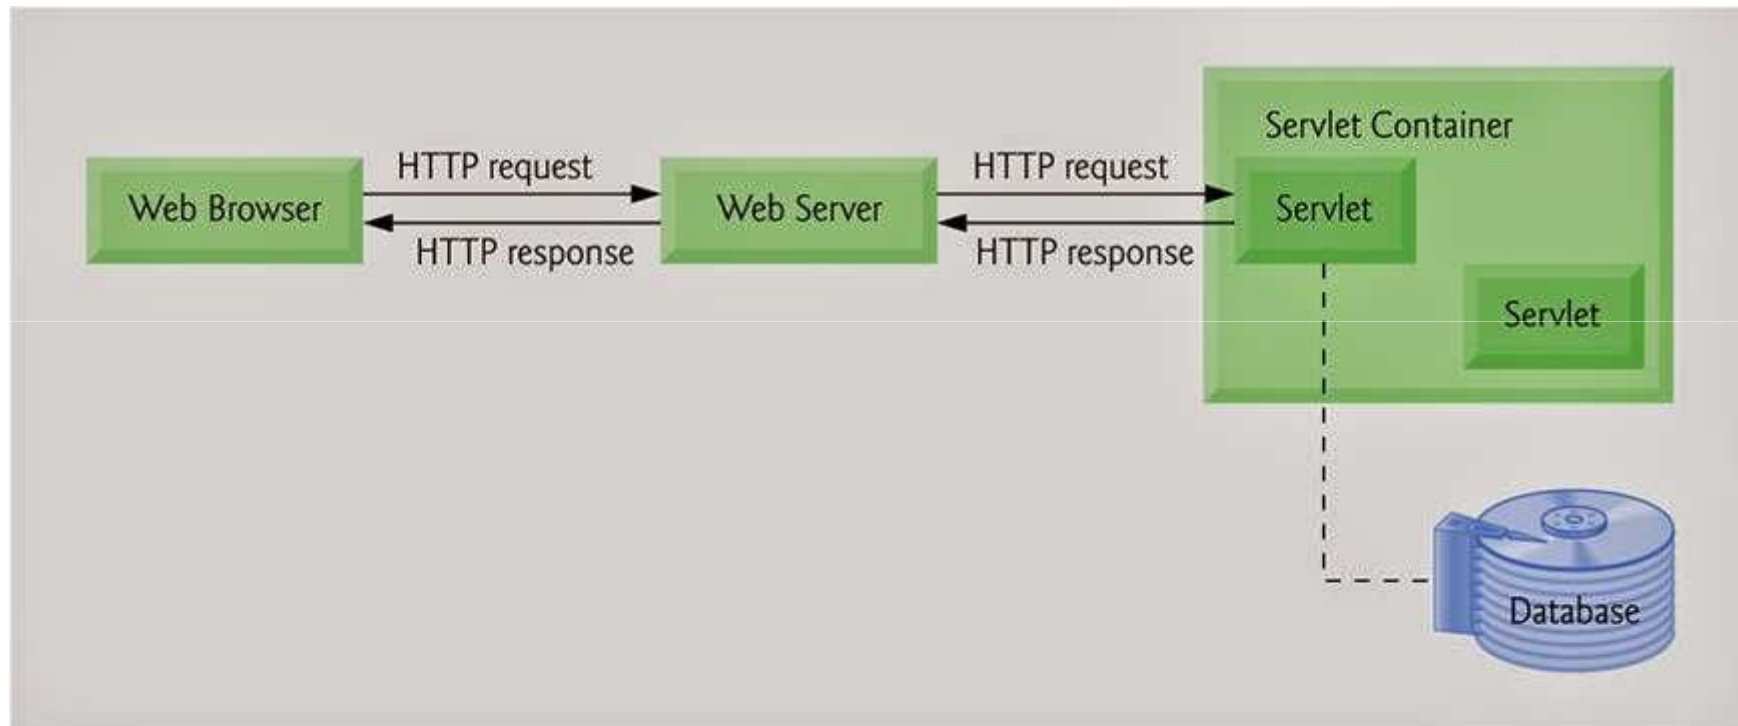 Servlet Container
HTTP request
HTTP request
Web Browser
Web Server
Servlet
HTTP response
HTTP response
Servlet
Database